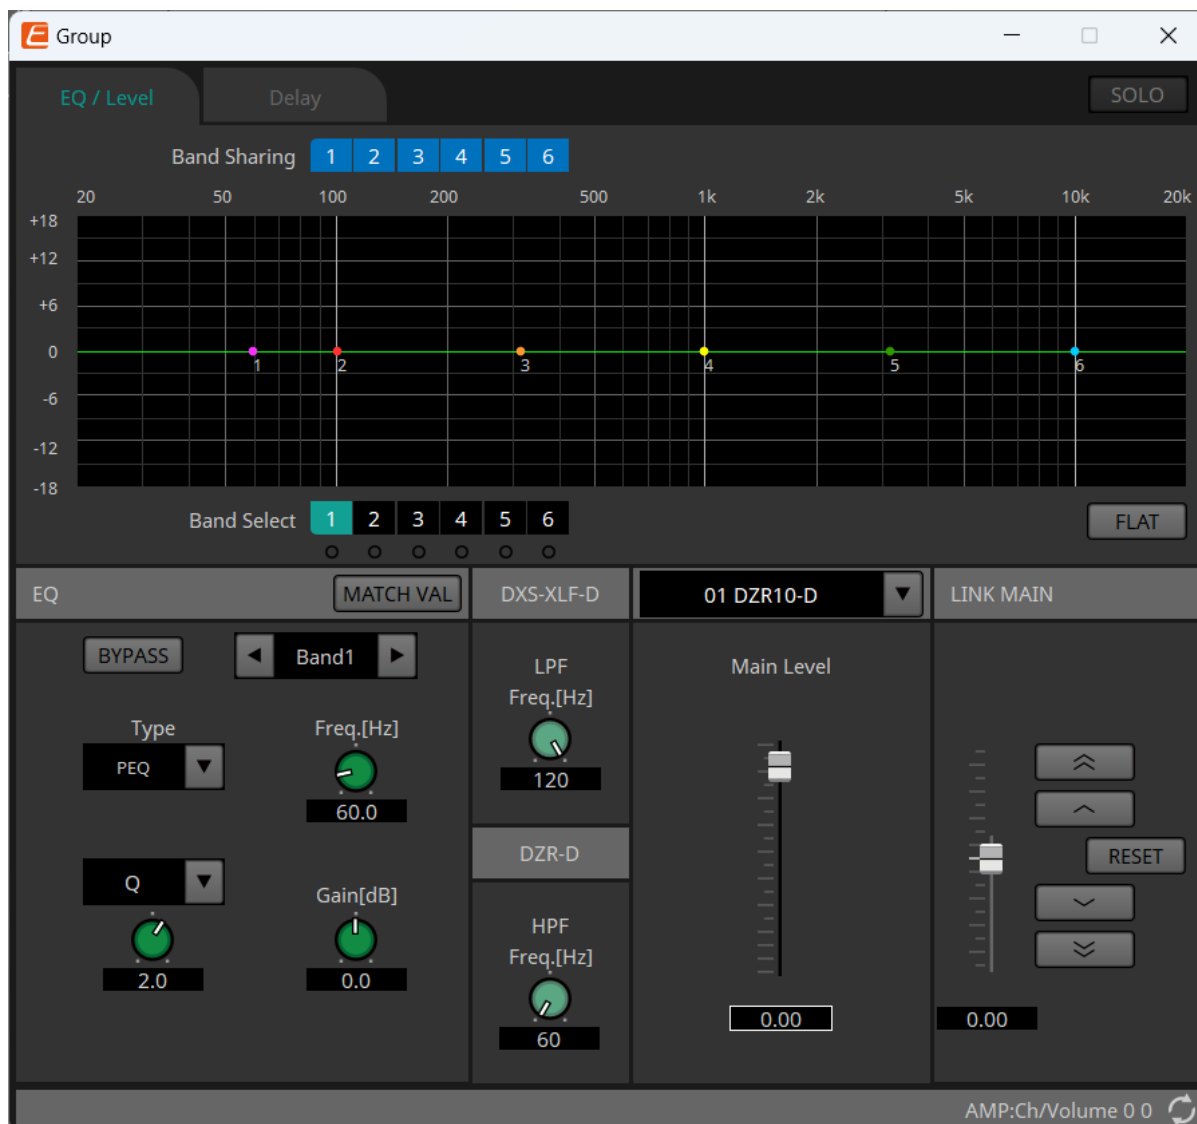 Group
EQ / Level Delay SOLO
Band Sharing 1 2 3 4 5 6
20 50 100 200 500 1k 2k 5k 10k 20k
+18
+12
+6
0
-6
-12
-18
1 2 3 4 5 6
Band Select 1 2 3 4 5 6 FLAT
EQ MATCH VAL DXS-XLF-D 01 DZR10-D LINK MAIN
BYPASS Band1
LPF
Freq.[Hz]
120
Main Level
Type Freq.[Hz]
PEQ
60.0
DZR-D
RESET
Q Gain[dB]
2.0 0.0
HPF
Freq.[Hz]
60
0.00 0.00
AMP:Ch/Volume 0 0